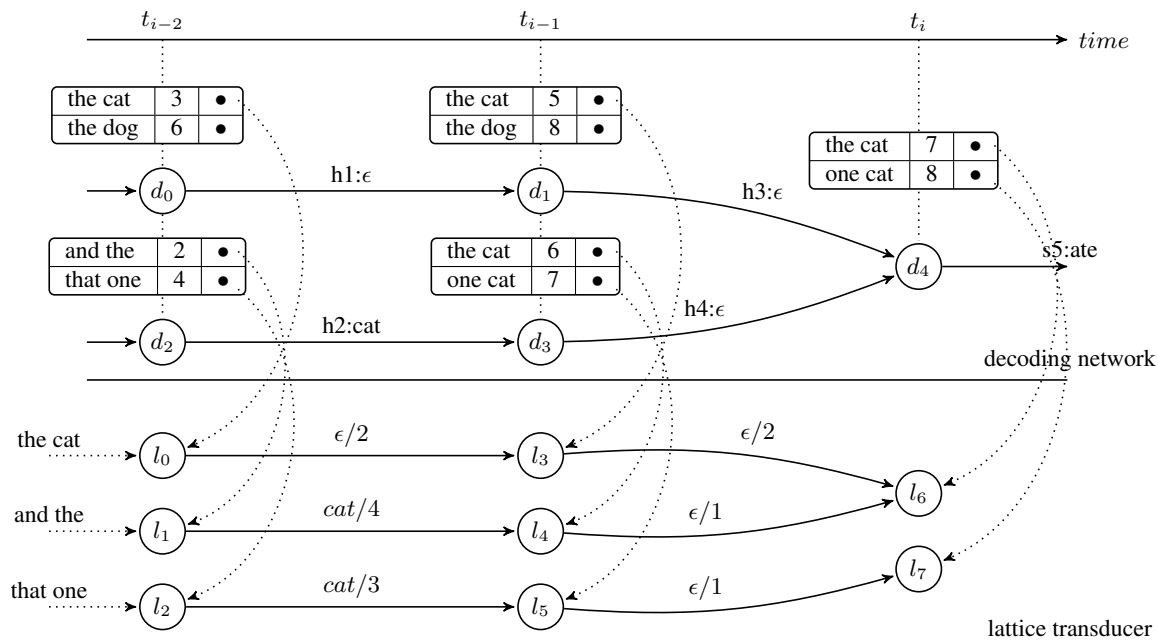 t_{i−2} t_{i−1} t_i
time
the cat 3 • the cat 5 •
the dog 6 • the dog 8 •
the cat 7 •
one cat 8 •
d_0 h1:ϵ d_1 h3:ϵ
and the 2 • the cat 6 •
that one 4 • one cat 7 •
d_4 s5:ate
d_2 h2:cat d_3 h4:ϵ
decoding network
the cat l_0 ϵ/2 l_3 ϵ/2
l_6
and the l_1 cat/4 l_4 ϵ/1
l_7
that one l_2 cat/3 l_5 ϵ/1
lattice transducer